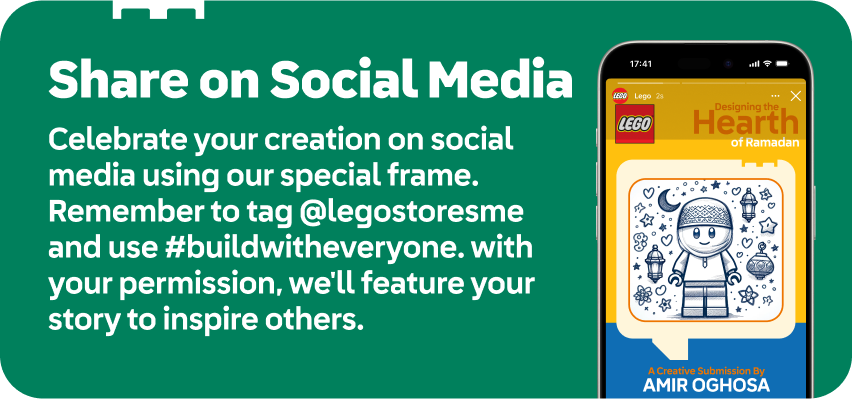 Share on Social Media
Celebrate your creation on social
media using our special frame.
Remember to tag @legostoresme
and use #buildwitheveryone. with
your permission, we'll feature your
story to inspire others.
17:41
LEGO
Lego 2s
LEGO
Designing the
Hearth
of Ramadan
A Creative Submission By
AMIR OGHOSA